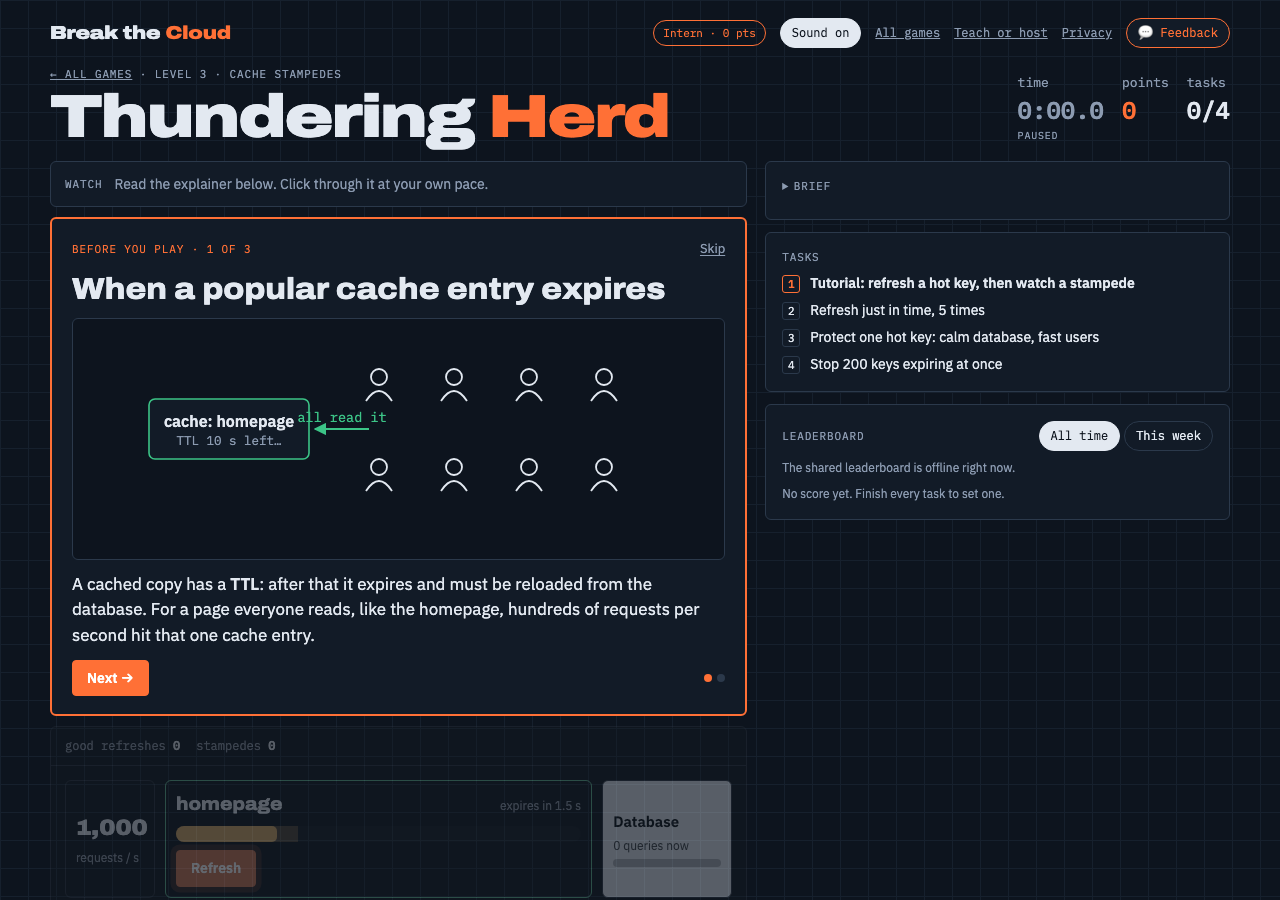 Break the Cloud
Intern · 0 pts
Sound on
All games
Teach or host
Privacy
💬 Feedback
← ALL GAMES · LEVEL 3 · CACHE STAMPEDES
Thundering Herd
time
0:00.0
PAUSED
points
0
tasks
0/4
WATCH Read the explainer below. Click through it at your own pace.
BEFORE YOU PLAY · 1 OF 3
Skip
When a popular cache entry expires
cache: homepage
TTL 10 s left…
all read it
A cached copy has a TTL: after that it expires and must be reloaded from the
database. For a page everyone reads, like the homepage, hundreds of requests per
second hit that one cache entry.
Next →
good refreshes 0 stampedes 0
1,000
requests / s
homepage
expires in 1.5 s
Refresh
Database
0 queries now
▶ BRIEF
TASKS
1 Tutorial: refresh a hot key, then watch a stampede
2 Refresh just in time, 5 times
3 Protect one hot key: calm database, fast users
4 Stop 200 keys expiring at once
LEADERBOARD
All time
This week
The shared leaderboard is offline right now.
No score yet. Finish every task to set one.